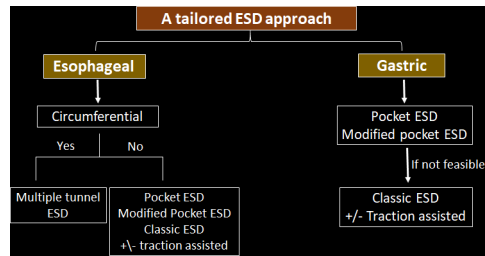 A tailored ESD approach
Esophageal
Gastric
Circumferential
Yes
No
Multiple tunnel
ESD
Pocket ESD
Modified Pocket ESD
Classic ESD
+\- traction assisted
Pocket ESD
Modified pocket ESD
If not feasible
Classic ESD
+/- Traction assisted